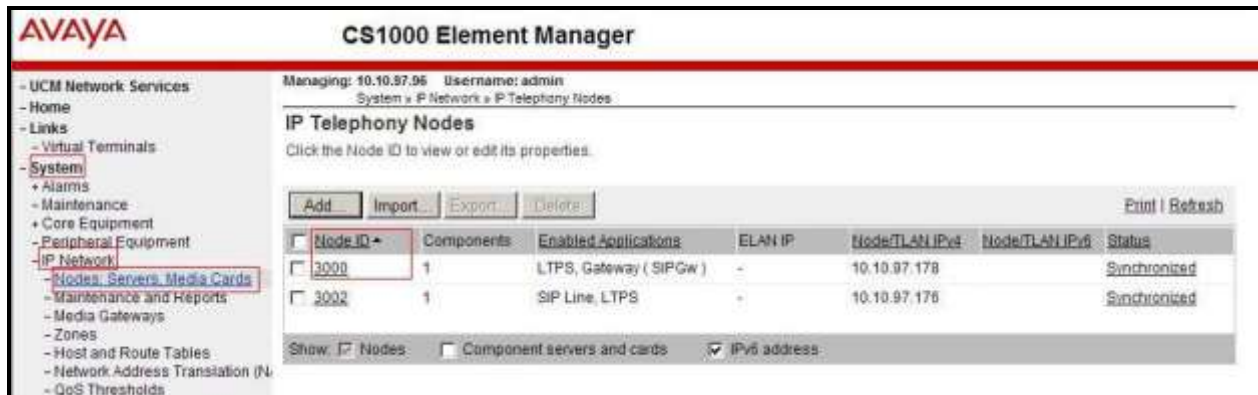 AVAYA
CS1000 Element Manager
- UCM Network Services
- Home
- Links
- Virtual Terminals
- System
+ Alarms
- Maintenance
+ Core Equipment
- Peripheral Equipment
- IP Network
- Nodes: Servers, Media Cards
- Maintenance and Reports
- Media Gateways
- Zones
- Host and Route Tables
- Network Address Translation (N
- QoS Thresholds
Managing: 10.10.97.96 Username: admin
System » IP Network » IP Telephony Nodes
IP Telephony Nodes
Click the Node ID to view or edit its properties.
Add... Import... Export... Delete
Print | Refresh
Node ID Components Enabled Applications ELAN IP Node/TLAN IPv4 Node/TLAN IPv6 Status
3000 1 LTPS, Gateway ( SIPGw ) - 10.10.97.178 Synchronized
3002 1 SIP Line, LTPS - 10.10.97.176 Synchronized
Show: Nodes Component servers and cards IPv6 address